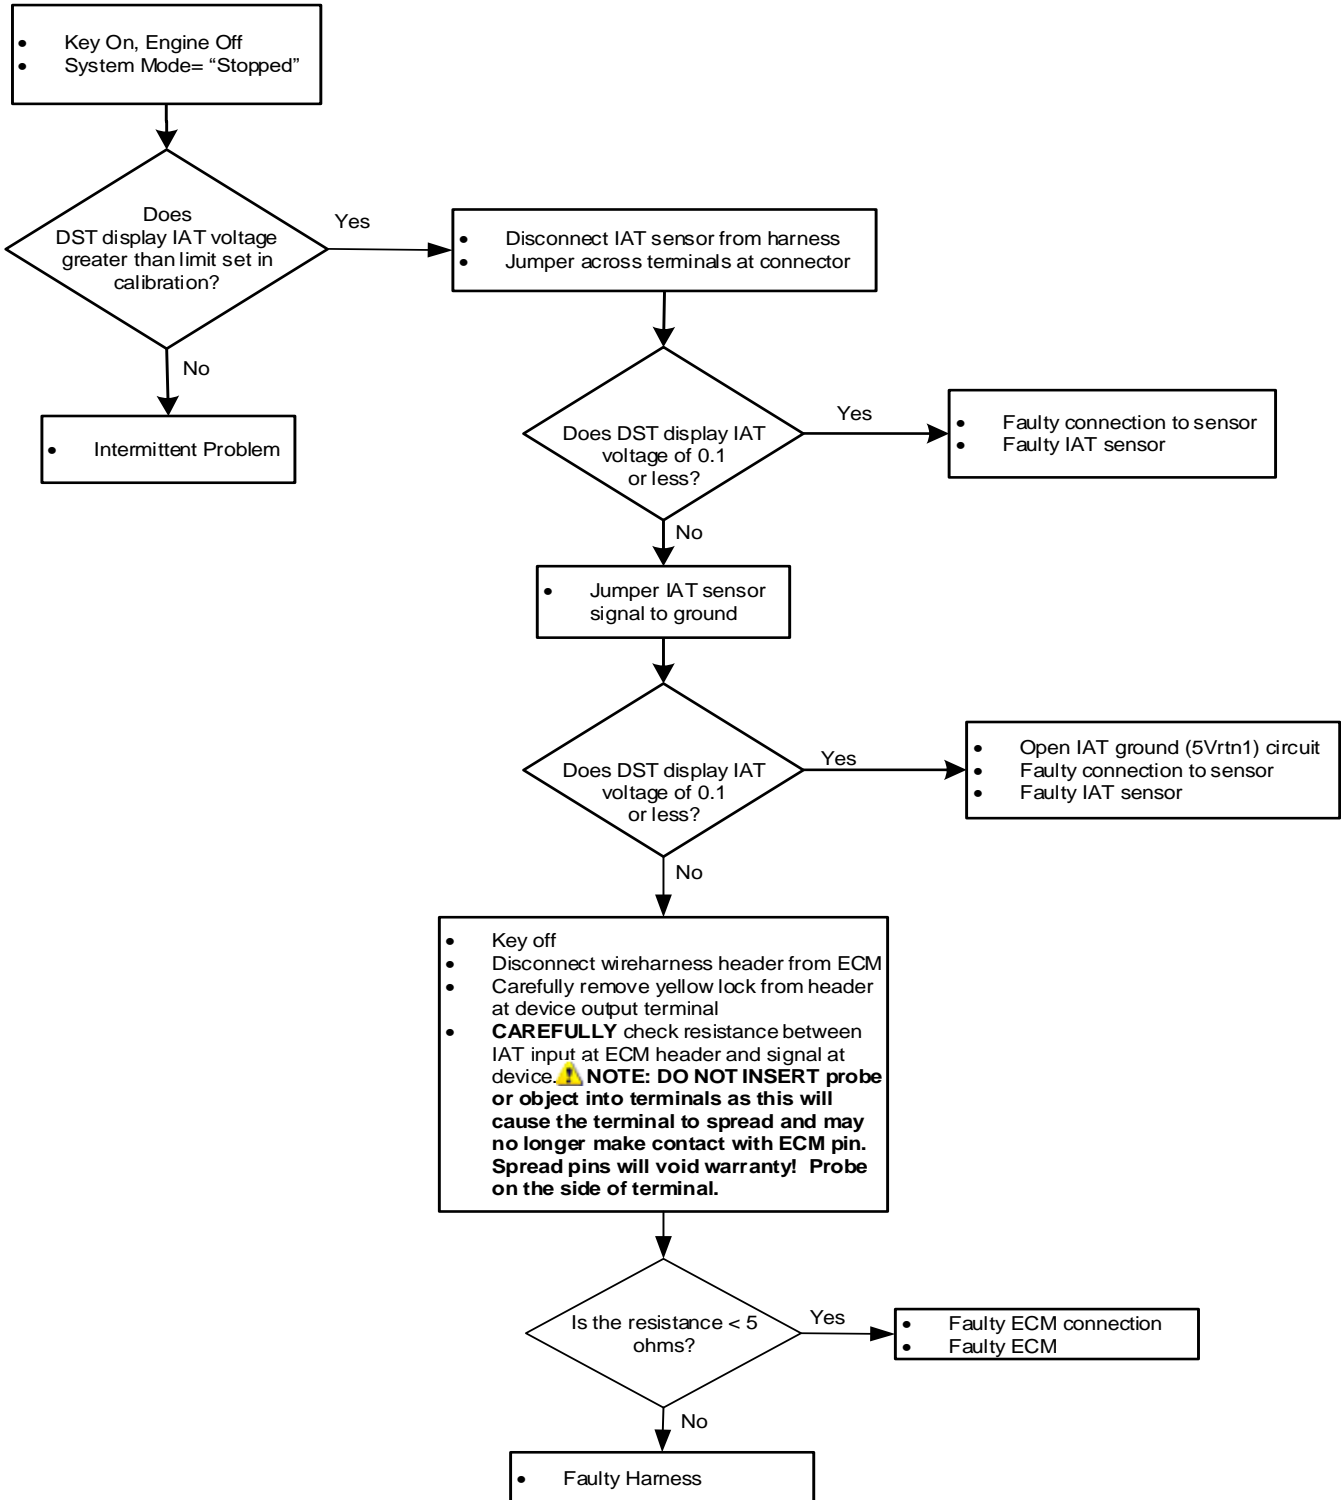 • Key On, Engine Off
• System Mode= “Stopped”
Does
DST display IAT voltage
greater than limit set in
calibration?
Yes
• Disconnect IAT sensor from harness
• Jumper across terminals at connector
No
• Intermittent Problem
Does DST display IAT
voltage of 0.1
or less?
Yes
• Faulty connection to sensor
• Faulty IAT sensor
No
• Jumper IAT sensor
signal to ground
Does DST display IAT
voltage of 0.1
or less?
Yes
• Open IAT ground (5Vrtn1) circuit
• Faulty connection to sensor
• Faulty IAT sensor
No
• Key off
• Disconnect wireharness header from ECM
• Carefully remove yellow lock from header
at device output terminal
• CAREFULLY check resistance between
IAT input at ECM header and signal at
device. NOTE: DO NOT INSERT probe
or object into terminals as this will
cause the terminal to spread and may
no longer make contact with ECM pin.
Spread pins will void warranty! Probe
on the side of terminal.
Is the resistance < 5
ohms?
Yes
• Faulty ECM connection
• Faulty ECM
No
• Faulty Harness